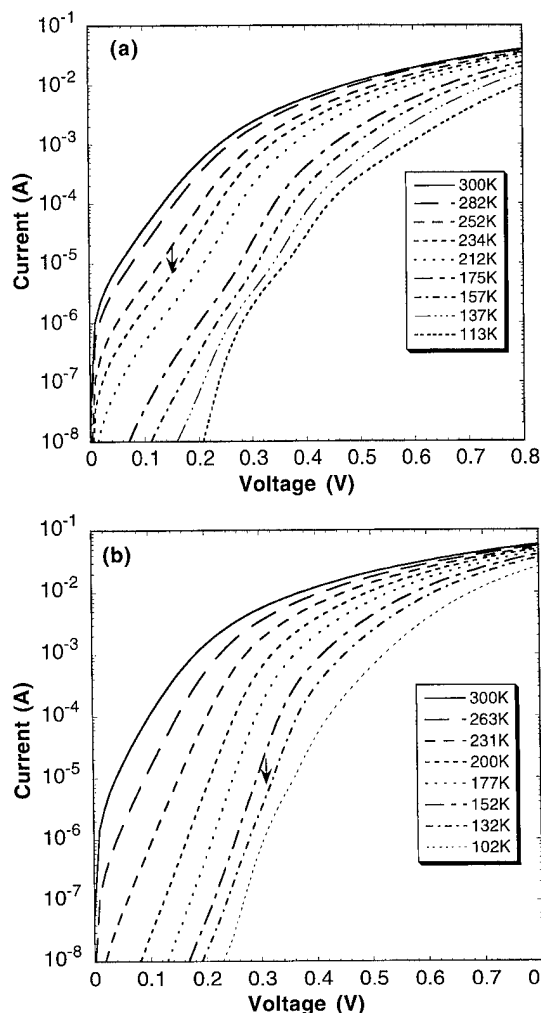 (a)
10-1
10-2
10-3
10-4
10-5
10-6
10-7
10-8
Current (A)
300K
282K
252K
234K
212K
175K
157K
137K
113K
0 0.1 0.2 0.3 0.4 0.5 0.6 0.7 0.8
Voltage (V)
(b)
10-1
10-2
10-3
10-4
10-5
10-6
10-7
10-8
Current (A)
300K
263K
231K
200K
177K
152K
132K
102K
0 0.1 0.2 0.3 0.4 0.5 0.6 0.7
Voltage (V)